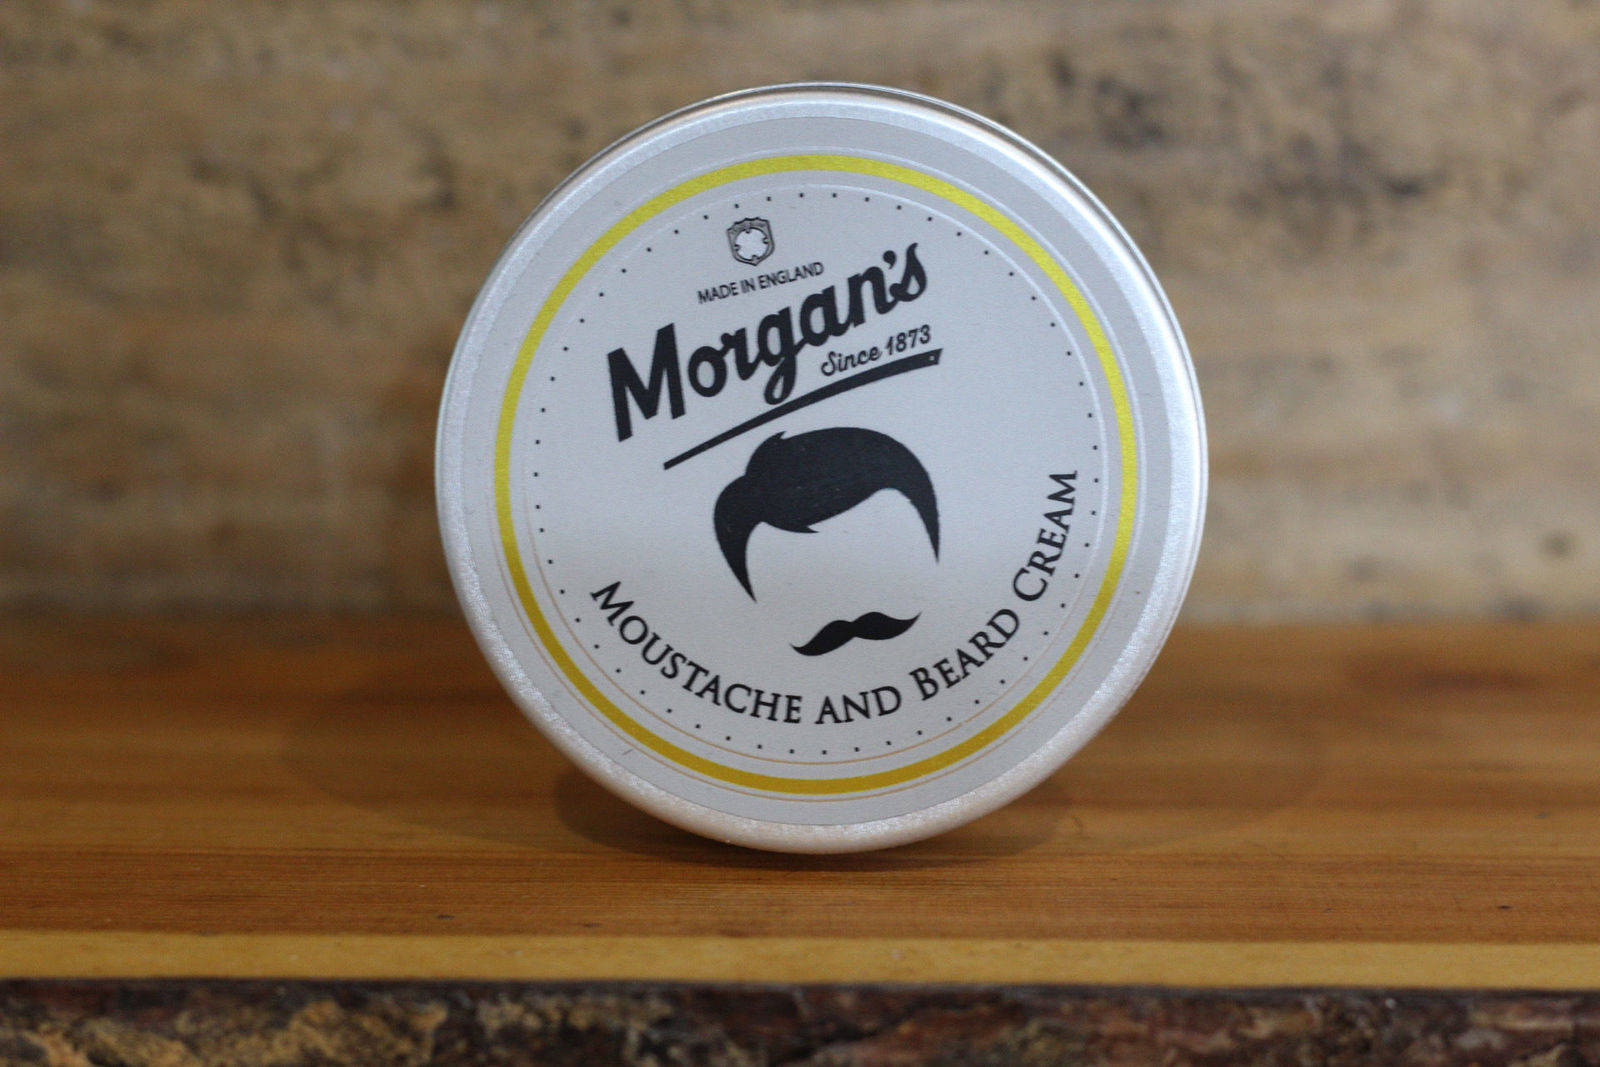 MADE IN ENGLAND
Morgan's
Since 1873
MOUSTACHE AND BEARD CREAM